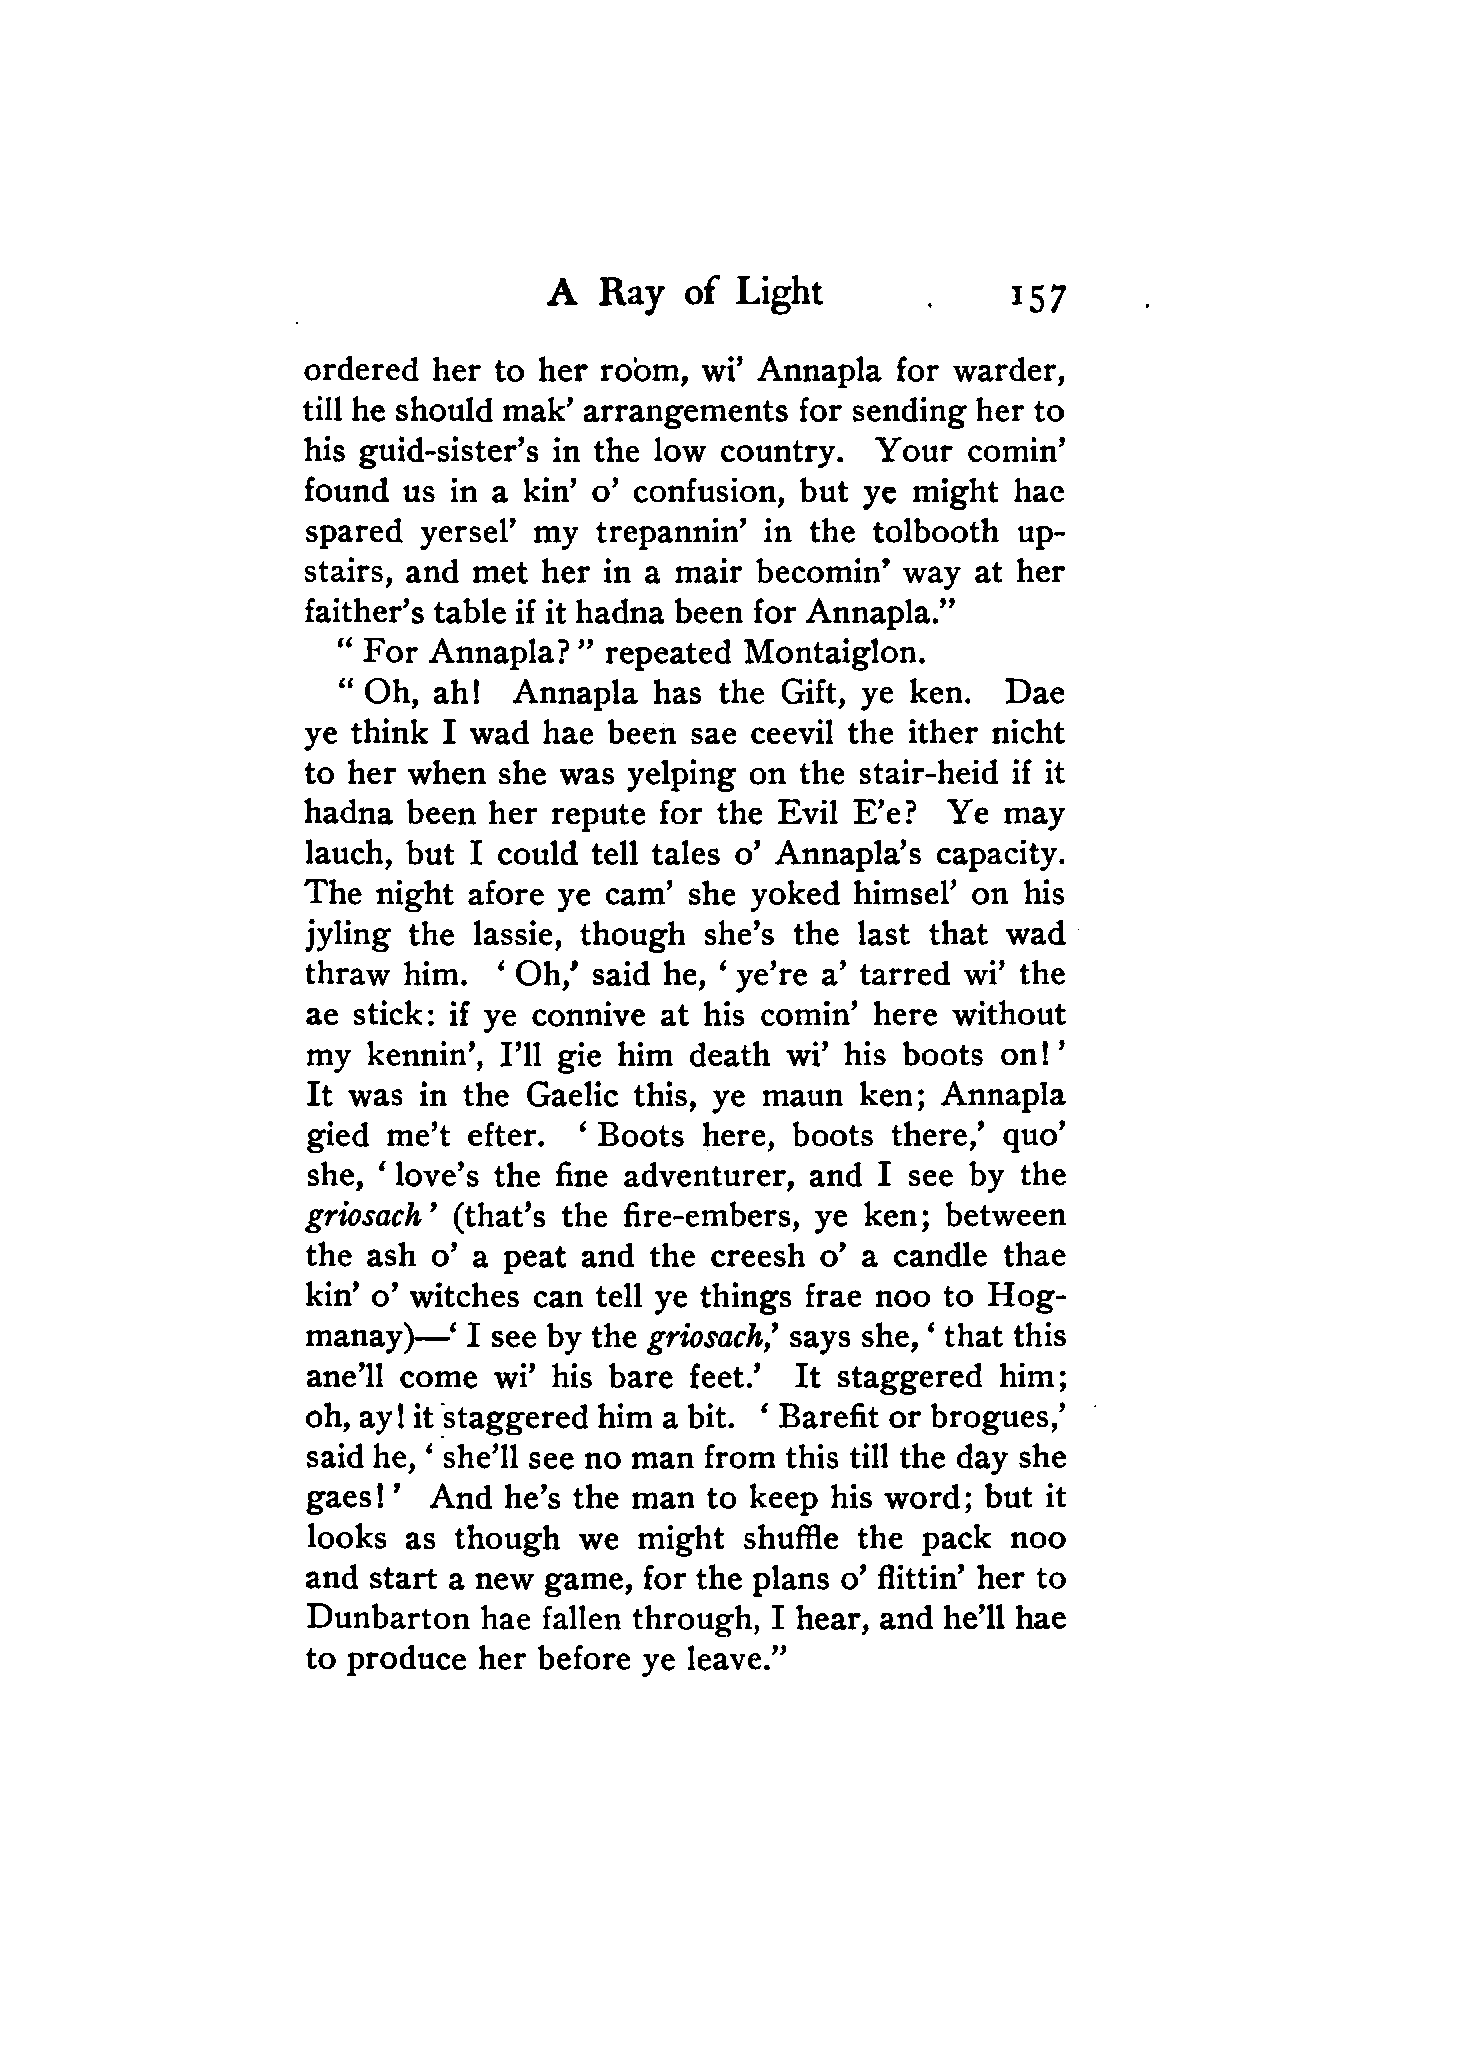 A Ray of Light 157
ordered her to her room, wi' Annapla for warder,
till he should mak' arrangements for sending her to
his guid-sister's in the low country. Your comin'
found us in a kin' o' confusion, but ye might hae
spared yersel' my trepannin' in the tolbooth up-
stairs, and met her in a mair becomin' way at her
faither's table if it hadna been for Annapla."
"For Annapla?" repeated Montaiglon.
"Oh, ah! Annapla has the Gift, ye ken. Dae
ye think I wad hae been sae ceevil the ither nicht
to her when she was yelping on the stair-heid if it
hadna been her repute for the Evil E'e? Ye may
lauch, but I could tell tales o' Annapla's capacity.
The night afore ye cam' she yoked himsel' on his
jyling the lassie, though she's the last that wad
thraw him. 'Oh,' said he, 'ye're a' tarred wi' the
ae stick: if ye connive at his comin' here without
my kennin', I'll gie him death wi' his boots on!'
It was in the Gaelic this, ye maun ken; Annapla
gied me't efter. 'Boots here, boots there,' quo'
she, 'love's the fine adventurer, and I see by the
griosach' (that's the fire-embers, ye ken; between
the ash o' a peat and the creesh o' a candle thae
kin' o' witches can tell ye things frae noo to Hog-
manay)—'I see by the griosach,' says she, 'that this
ane'll come wi' his bare feet.' It staggered him;
oh, ay! it staggered him a bit. 'Barefit or brogues,'
said he, 'she'll see no man from this till the day she
gaes!' And he's the man to keep his word; but it
looks as though we might shuffle the pack noo
and start a new game, for the plans o' flittin' her to
Dunbarton hae fallen through, I hear, and he'll hae
to produce her before ye leave."